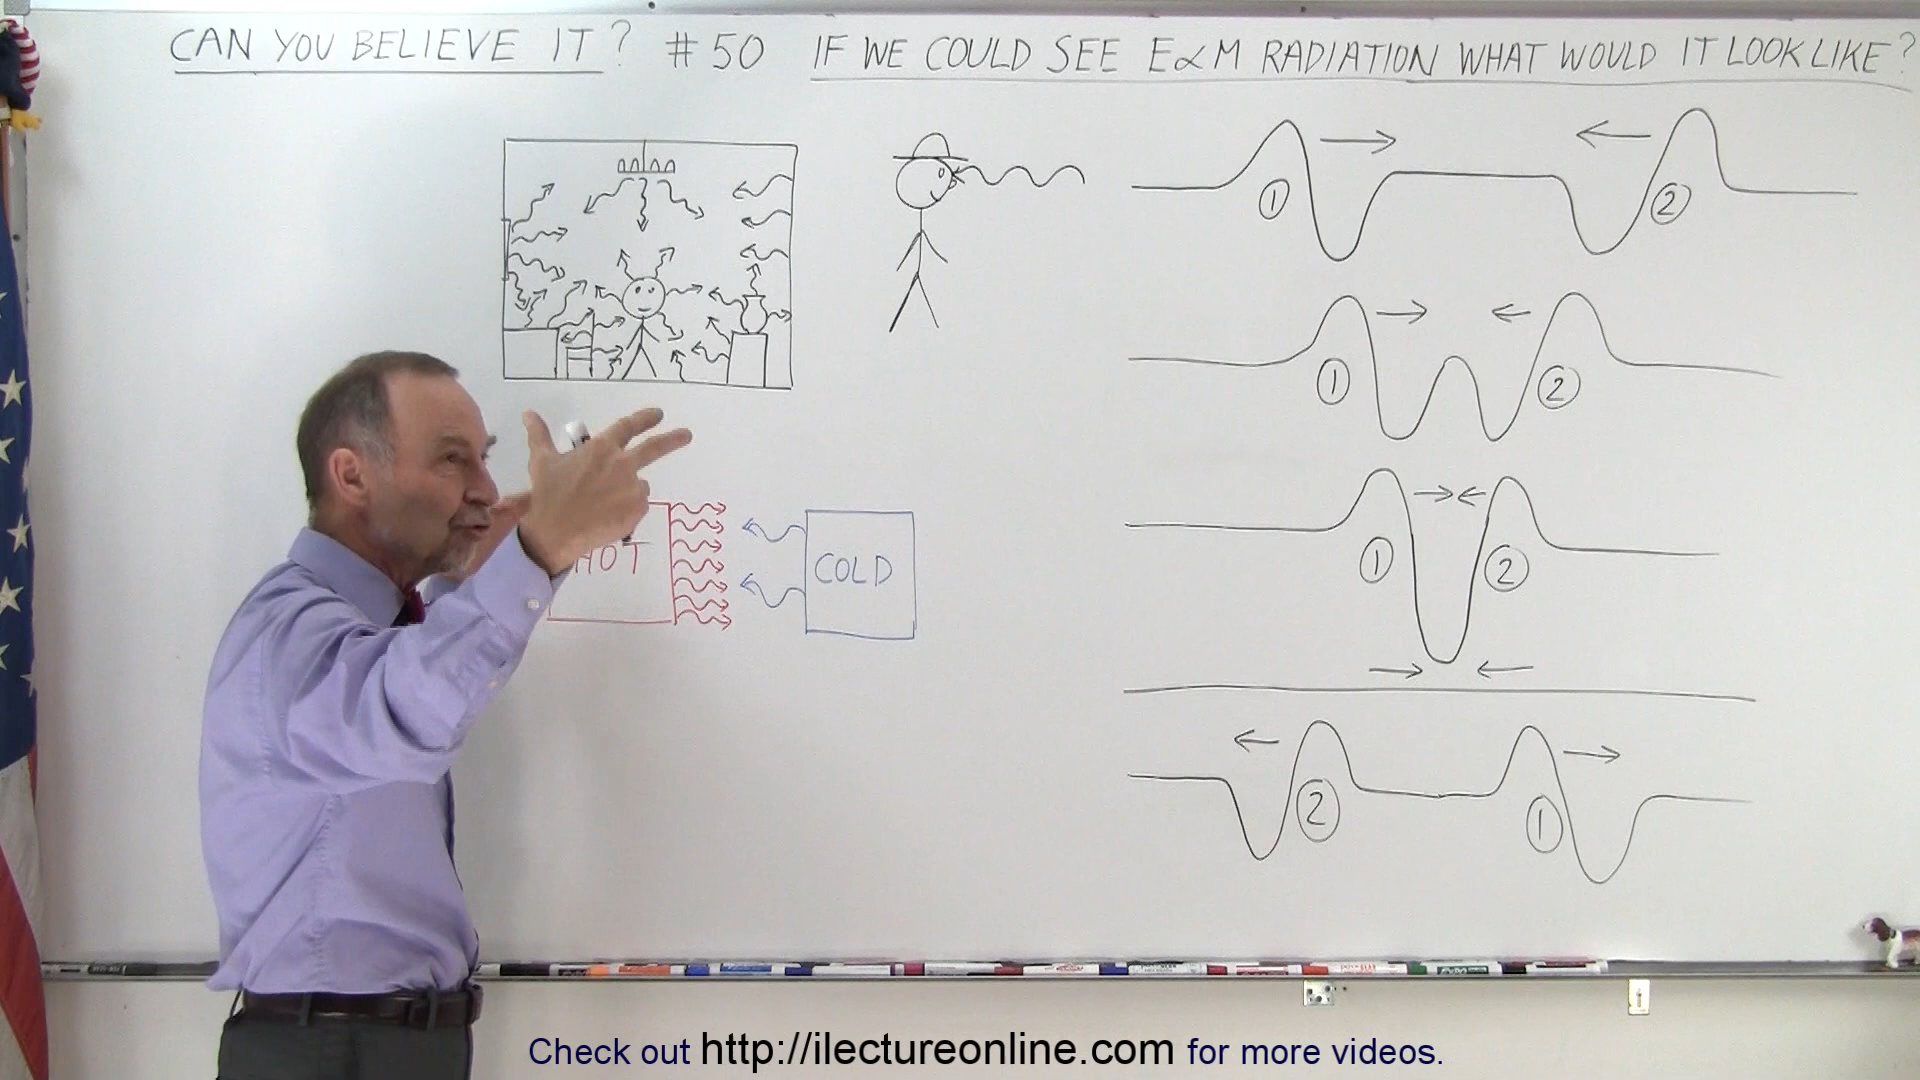 CAN YOU BELIEVE IT? #50 IF WE COULD SEE E&M RADIATION WHAT WOULD IT LOOK LIKE?
1 2
1 2
HOT COLD
1 2
2 1
Check out http://ilectureonline.com for more videos.